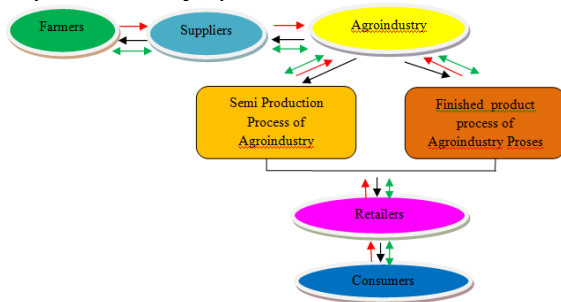 Farmers
Suppliers
Agroindustry
Semi Production
Process of
Agroindustry
Finished product
process of
Agroindustry Proses
Retailers
Consumers